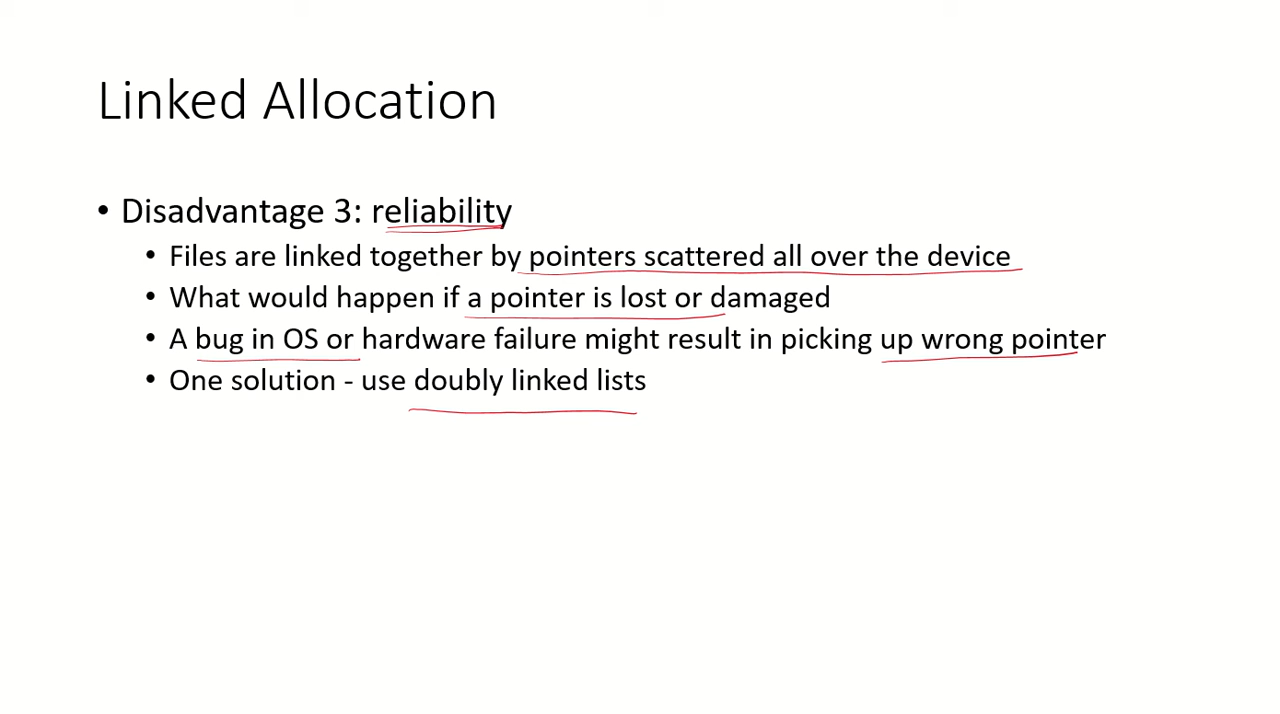 Linked Allocation
• Disadvantage 3: reliability
• Files are linked together by pointers scattered all over the device
• What would happen if a pointer is lost or damaged
• A bug in OS or hardware failure might result in picking up wrong pointer
• One solution - use doubly linked lists